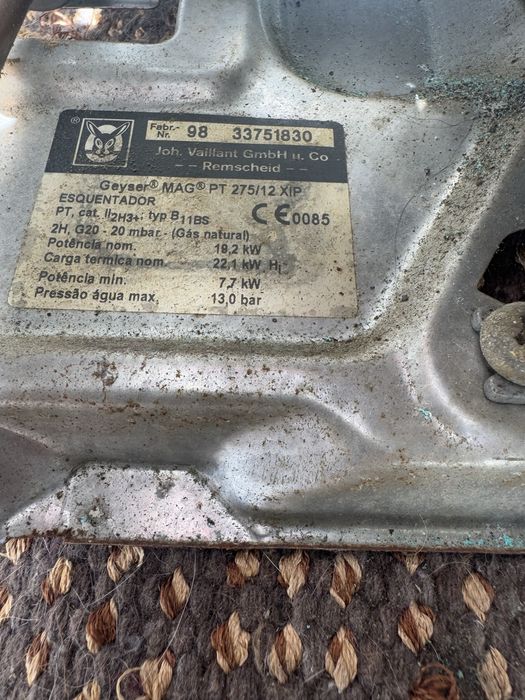 ®
Fabr.-Nr. 98 33751830
Joh. Vaillant GmbH u. Co
-- Remscheid --
Geyser® MAG® PT 275/12 XIP
ESQUENTADOR
PT, cat. II2H3+; typ B11BS
CE 0085
2H, G20 - 20 mbar - (Gás natural)
Potência nom. 19,2 kW
Carga termica nom. 22,1 kW Hi
Potência min. 7,7 kW
Pressão água max. 13,0 bar